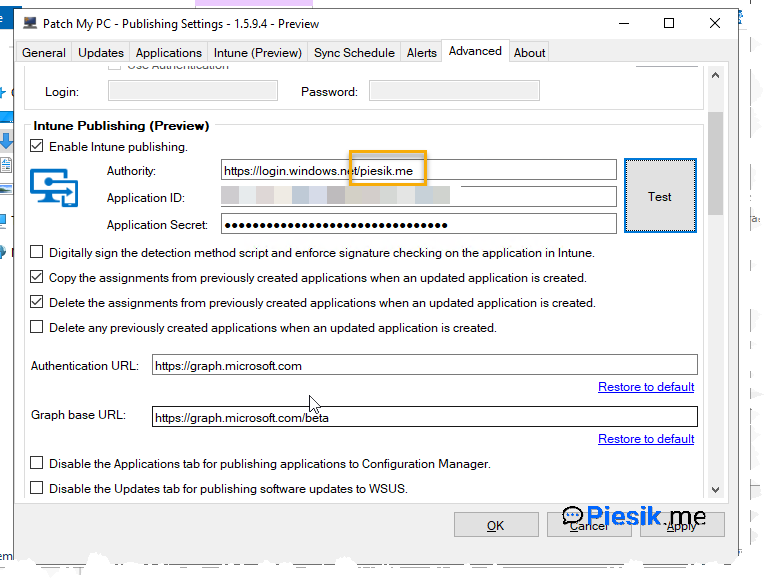 Patch My PC - Publishing Settings - 1.5.9.4 - Preview
General Updates Applications Intune (Preview) Sync Schedule Alerts Advanced About
Use Authentication
Login: Password:
Intune Publishing (Preview)
Enable Intune publishing.
Authority: https://login.windows.net/piesik.me
Application ID:
Test
Application Secret: ●●●●●●●●●●●●●●●●●●●●●●●●●●●●●●●●
Digitally sign the detection method script and enforce signature checking on the application in Intune.
Copy the assignments from previously created applications when an updated application is created.
Delete the assignments from previously created applications when an updated application is created.
Delete any previously created applications when an updated application is created.
Authentication URL: https://graph.microsoft.com
Restore to default
Graph base URL: https://graph.microsoft.com/beta
Restore to default
Disable the Applications tab for publishing applications to Configuration Manager.
Disable the Updates tab for publishing software updates to WSUS.
Piesik.me
OK Cancel Apply